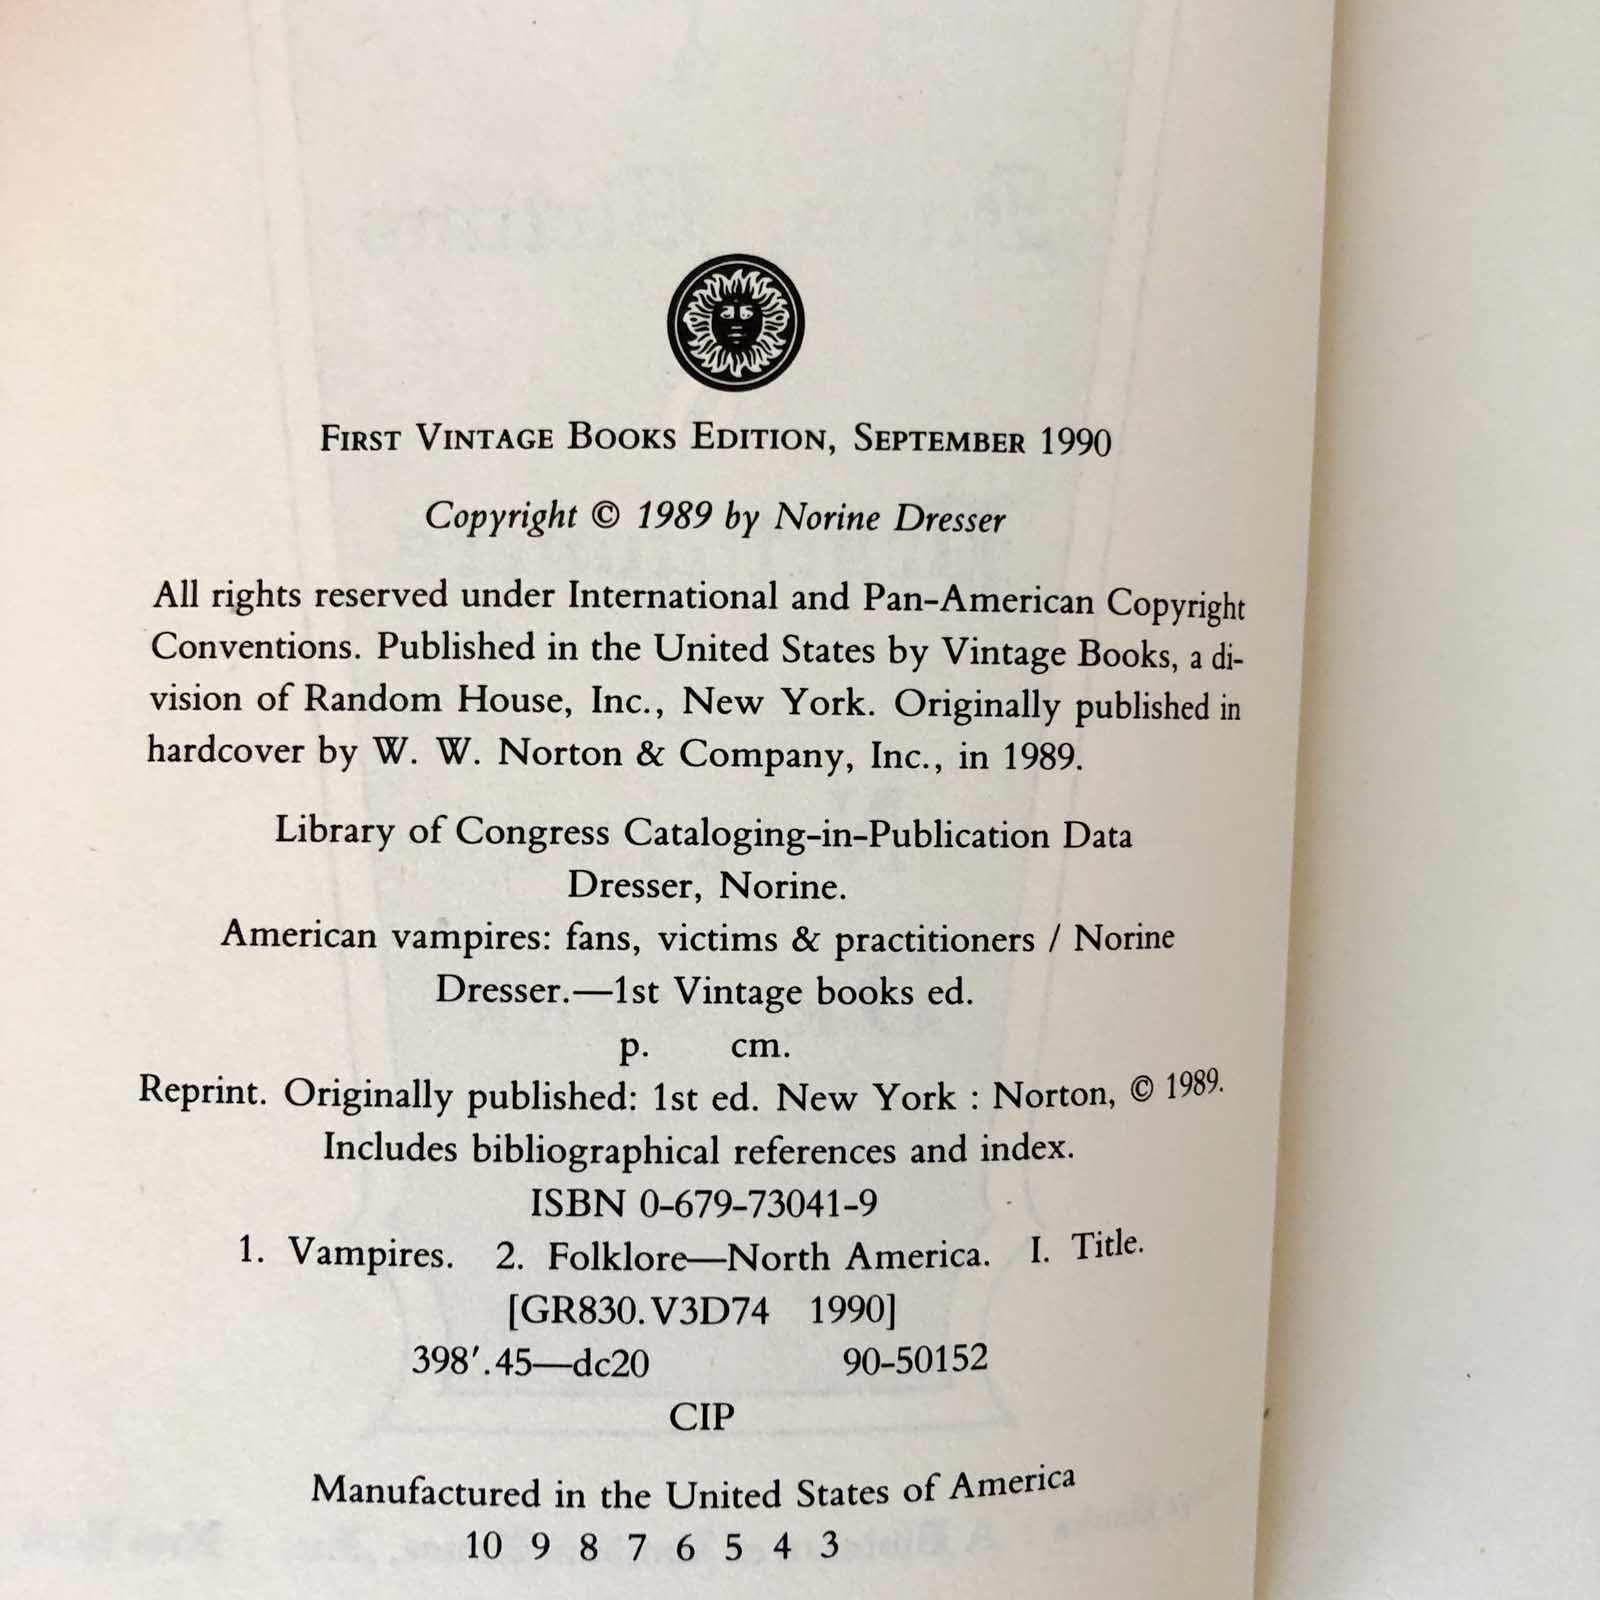 FIRST VINTAGE BOOKS EDITION, SEPTEMBER 1990
Copyright © 1989 by Norine Dresser
All rights reserved under International and Pan-American Copyright
Conventions. Published in the United States by Vintage Books, a di-
vision of Random House, Inc., New York. Originally published in
hardcover by W. W. Norton & Company, Inc., in 1989.
Library of Congress Cataloging-in-Publication Data
Dresser, Norine.
American vampires: fans, victims & practitioners / Norine
Dresser.—1st Vintage books ed.
p. cm.
Reprint. Originally published: 1st ed. New York : Norton, © 1989.
Includes bibliographical references and index.
ISBN 0-679-73041-9
1. Vampires. 2. Folklore—North America. I. Title.
[GR830.V3D74 1990]
398′.45—dc20 90-50152
CIP
Manufactured in the United States of America
10 9 8 7 6 5 4 3